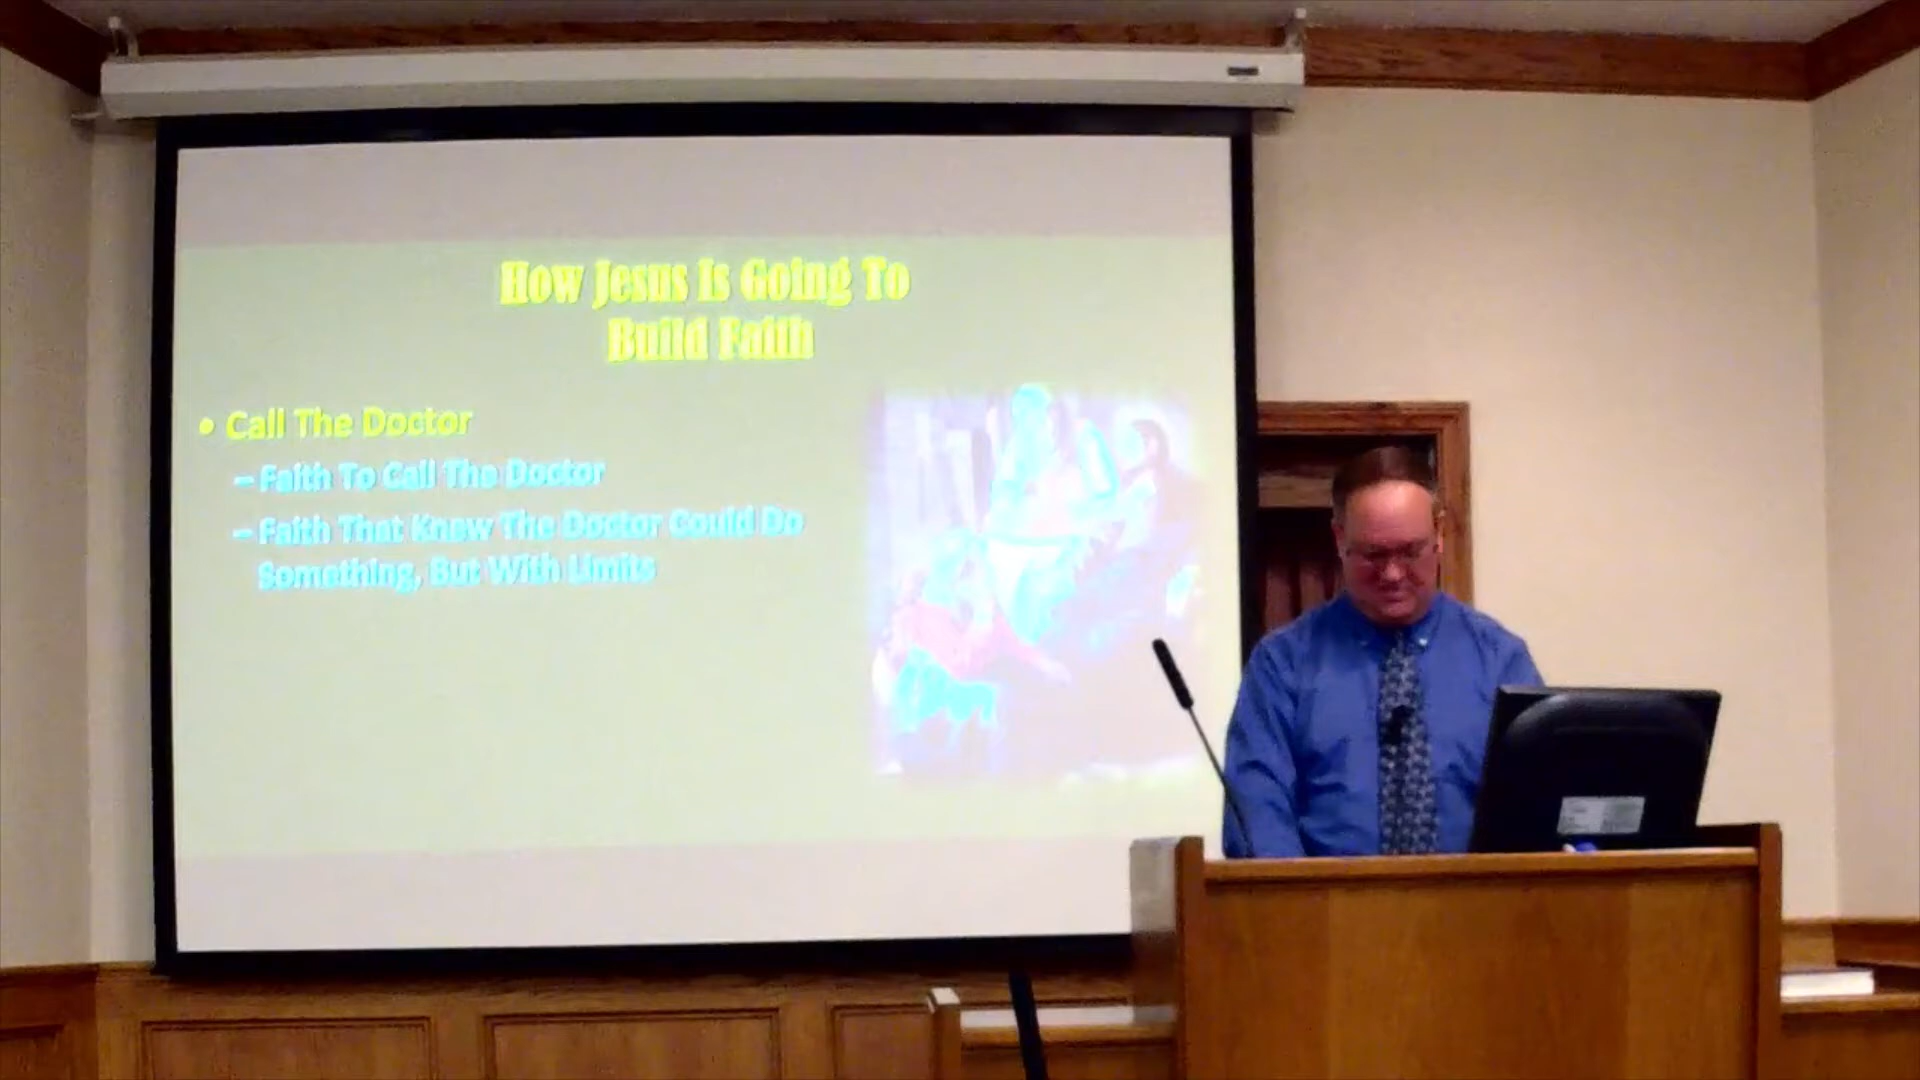 How Jesus Is Going To
Build Faith
• Call The Doctor
– Faith To Call The Doctor
– Faith That Knew The Doctor Could Do
Something, But With Limits